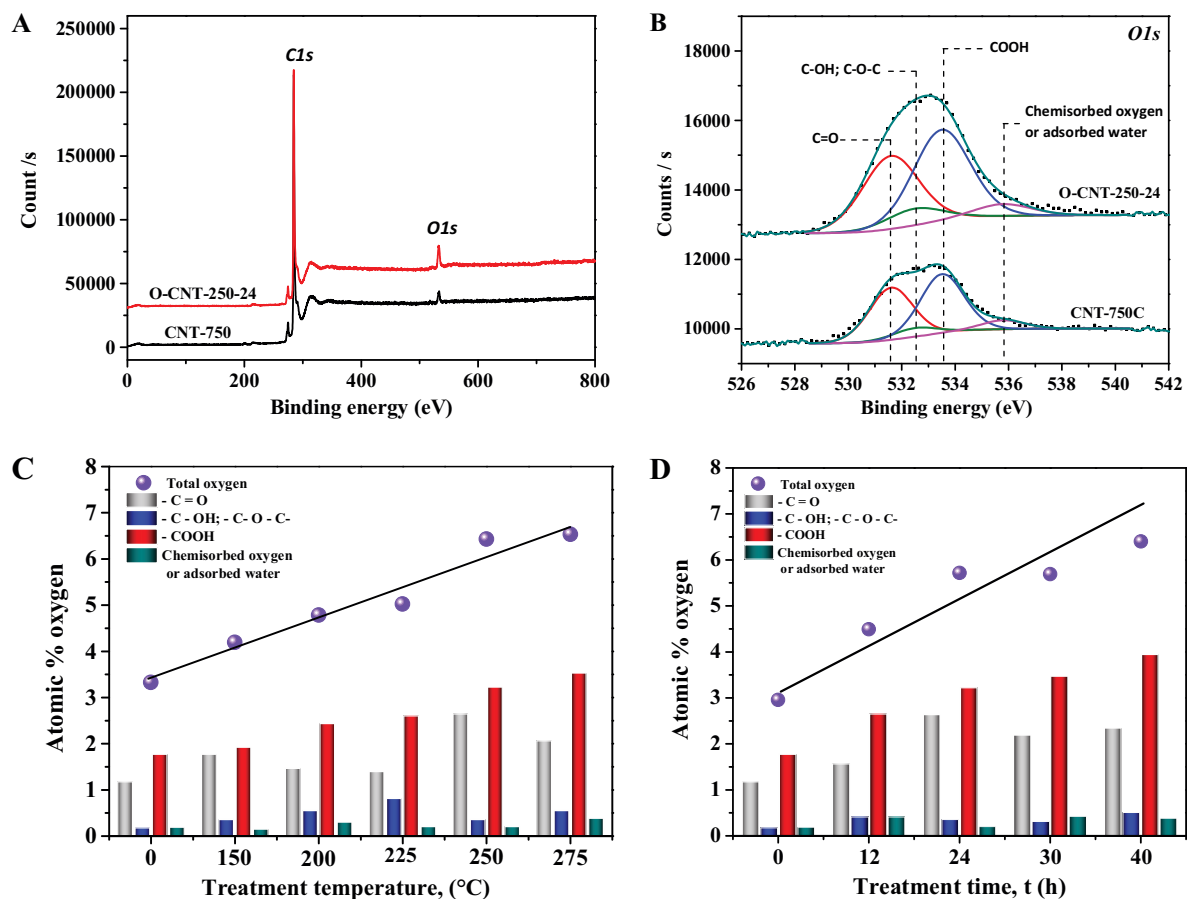 A
250000
200000
150000
100000
50000
0
Count /s
C1s
O1s
O-CNT-250-24
CNT-750
0 200 400 600 800
Binding energy (eV)
B
O1s
18000
16000
14000
12000
10000
Counts / s
COOH
C-OH; C-O-C
Chemisorbed oxygen
or adsorbed water
C=O
O-CNT-250-24
CNT-750C
526 528 530 532 534 536 538 540 542
Binding energy (eV)
C
8
7
6
5
4
3
2
1
0
Atomic % oxygen
Total oxygen
- C = O
- C - OH; - C- O - C-
- COOH
Chemisorbed oxygen
or adsorbed water
0 150 200 225 250 275
Treatment temperature, (°C)
D
8
7
6
5
4
3
2
1
0
Atomic % oxygen
Total oxygen
- C = O
- C - OH; - C - O - C-
- COOH
Chemisorbed oxygen
or adsorbed water
0 12 24 30 40
Treatment time, t (h)